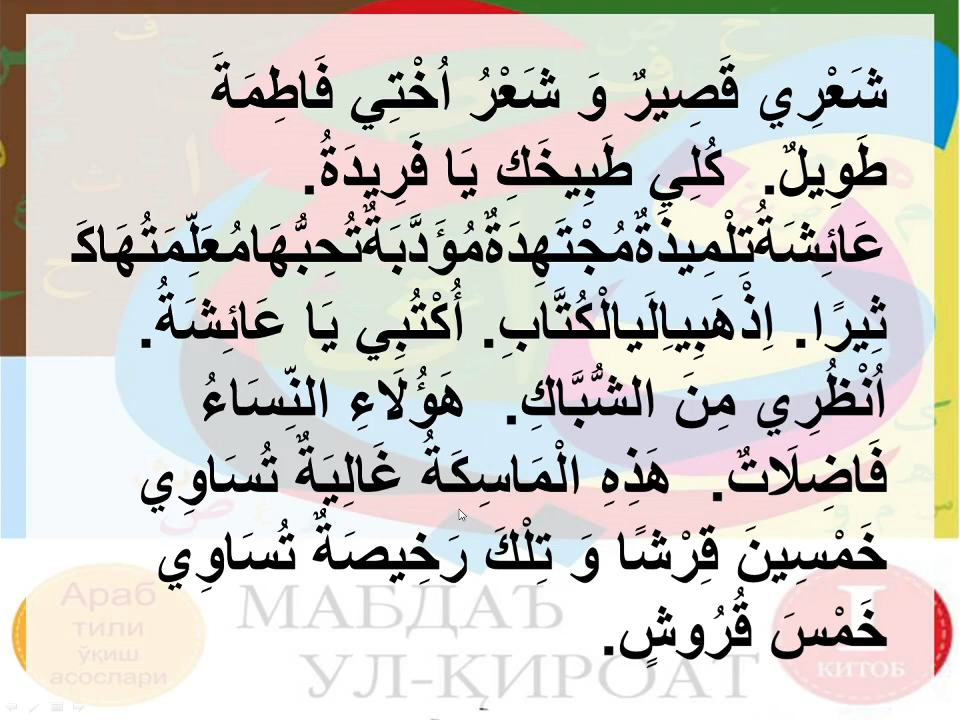 شَعْرِي قَصِيرٌ وَ شَعْرُ اُخْتِي فَاطِمَةَ
طَوِيلٌ. كُلِي طَبِيخَكِ يَا فَرِيدَةُ.
عَائِشَةُتِلْمِيذَةٌمُجْتَهِدَةٌمُؤَدَّبَةٌتُحِبُّهَامُعَلِّمَتُهَاكَ
ثِيرًا. اِذْهَبِياِلَيالْكُتَّابِ. أُكْتُبِي يَا عَائِشَةُ.
اُنْظُرِي مِنَ الشُّبَّاكِ. هَؤُلَاءِ النِّسَاءُ
فَاضِلَاتٌ. هَذِهِ الْمَاسِكَةُ غَالِيَةٌ تُسَاوِي
خَمْسِينَ قِرْشًا وَ تِلْكَ رَخِيصَةٌ تُسَاوِي
خَمْسَ قُرُوشٍ.
Араб
тили
ўқиш
асослари
МАБДАЪ
УЛ-ҚИРОАТ
I
КИТОБ